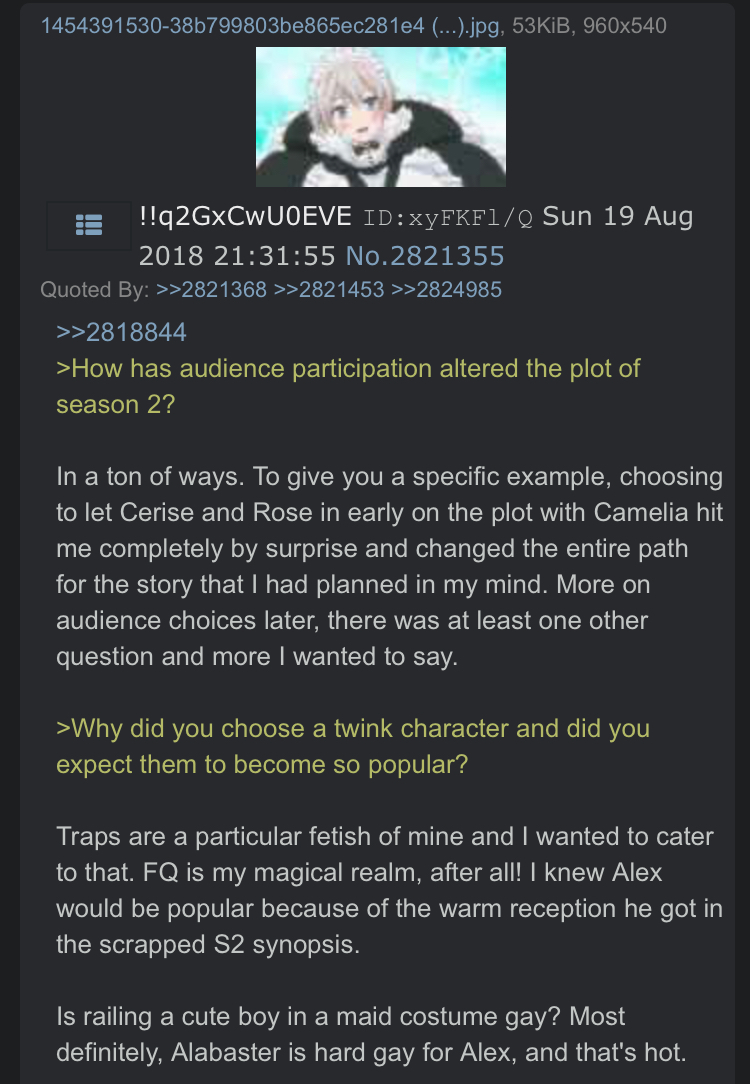 1454391530-38b799803be865ec281e4 (...).jpg, 53KiB, 960x540
!!q2GxCwU0EVE ID:xyFKFl/Q Sun 19 Aug
2018 21:31:55 No.2821355
Quoted By: >>2821368 >>2821453 >>2824985
>>2818844
>How has audience participation altered the plot of
season 2?
In a ton of ways. To give you a specific example, choosing
to let Cerise and Rose in early on the plot with Camelia hit
me completely by surprise and changed the entire path
for the story that I had planned in my mind. More on
audience choices later, there was at least one other
question and more I wanted to say.
>Why did you choose a twink character and did you
expect them to become so popular?
Traps are a particular fetish of mine and I wanted to cater
to that. FQ is my magical realm, after all! I knew Alex
would be popular because of the warm reception he got in
the scrapped S2 synopsis.
Is railing a cute boy in a maid costume gay? Most
definitely, Alabaster is hard gay for Alex, and that's hot.